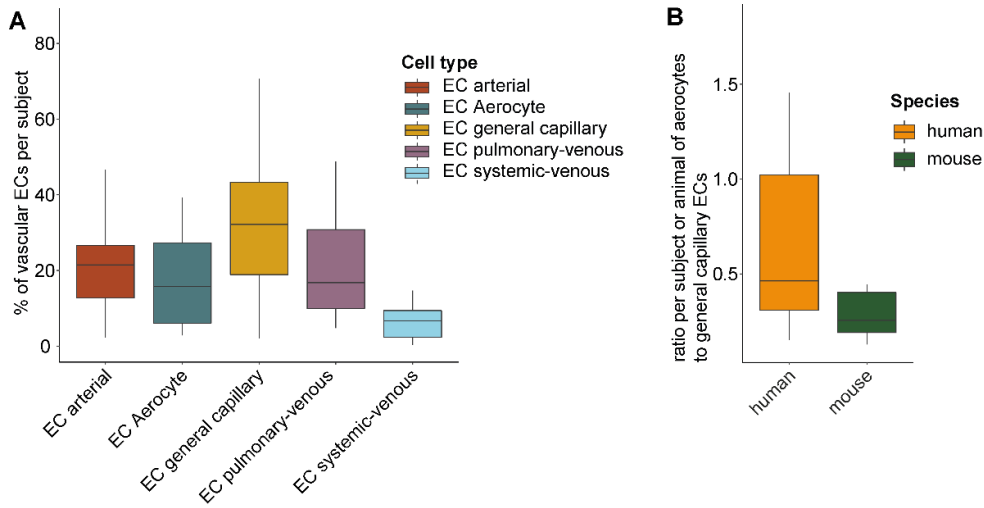 A
% of vascular ECs per subject
80
60
40
20
0
EC arterial
EC Aerocyte
EC general capillary
EC pulmonary-venous
EC systemic-venous
Cell type
EC arterial
EC Aerocyte
EC general capillary
EC pulmonary-venous
EC systemic-venous
B
ratio per subject or animal of aerocytes
to general capillary ECs
1.5
1.0
0.5
human
mouse
Species
human
mouse